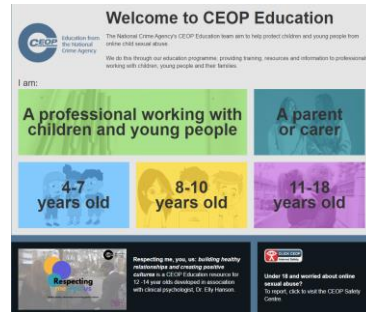 Welcome to CEOP Education
CEOP
Education from
the National
Crime Agency
The National Crime Agency's CEOP Education team aim to help protect children and young people from
online child sexual abuse.
We do this through our education programme, providing training, resources and information to professionals
working with children, young people and their families.
I am:
A professional working with
children and young people
A parent
or carer
4-7
years old
8-10
years old
11-18
years old
Respecting
Respecting me, you, us: building healthy
relationships and creating positive
cultures is a CEOP Education resource for
12 -14 year olds developed in association
with clinical psychologist, Dr. Elly Hanson.
CLICK CEOP
Internet Safety
Under 18 and worried about online
sexual abuse?
To report, click to visit the CEOP Safety
Centre.